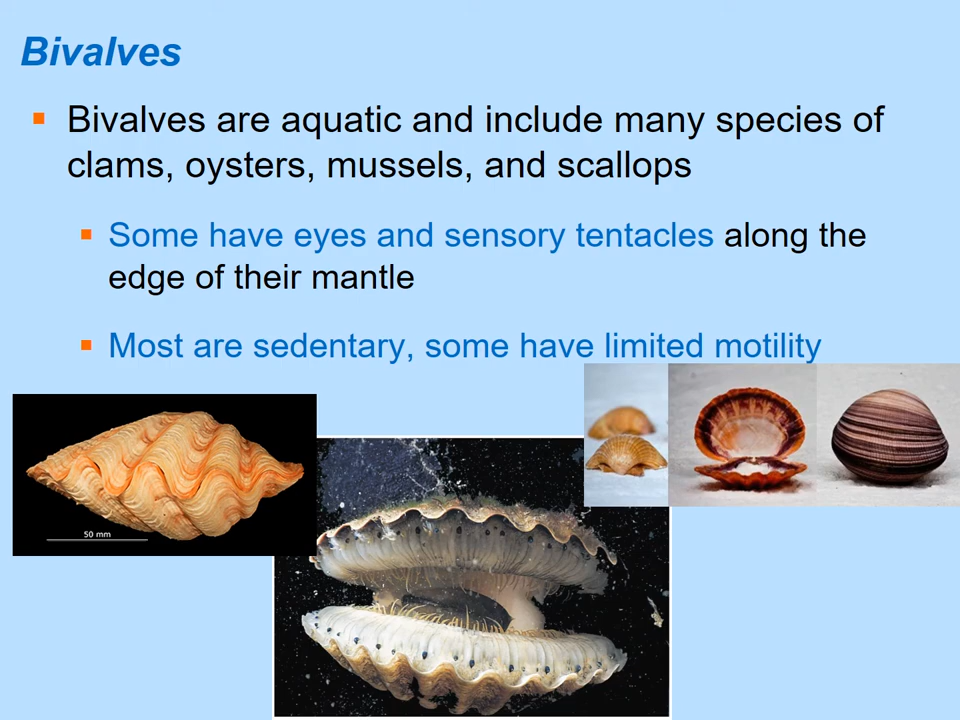 Bivalves
Bivalves are aquatic and include many species of
clams, oysters, mussels, and scallops
Some have eyes and sensory tentacles along the
edge of their mantle
Most are sedentary, some have limited motility
50 mm